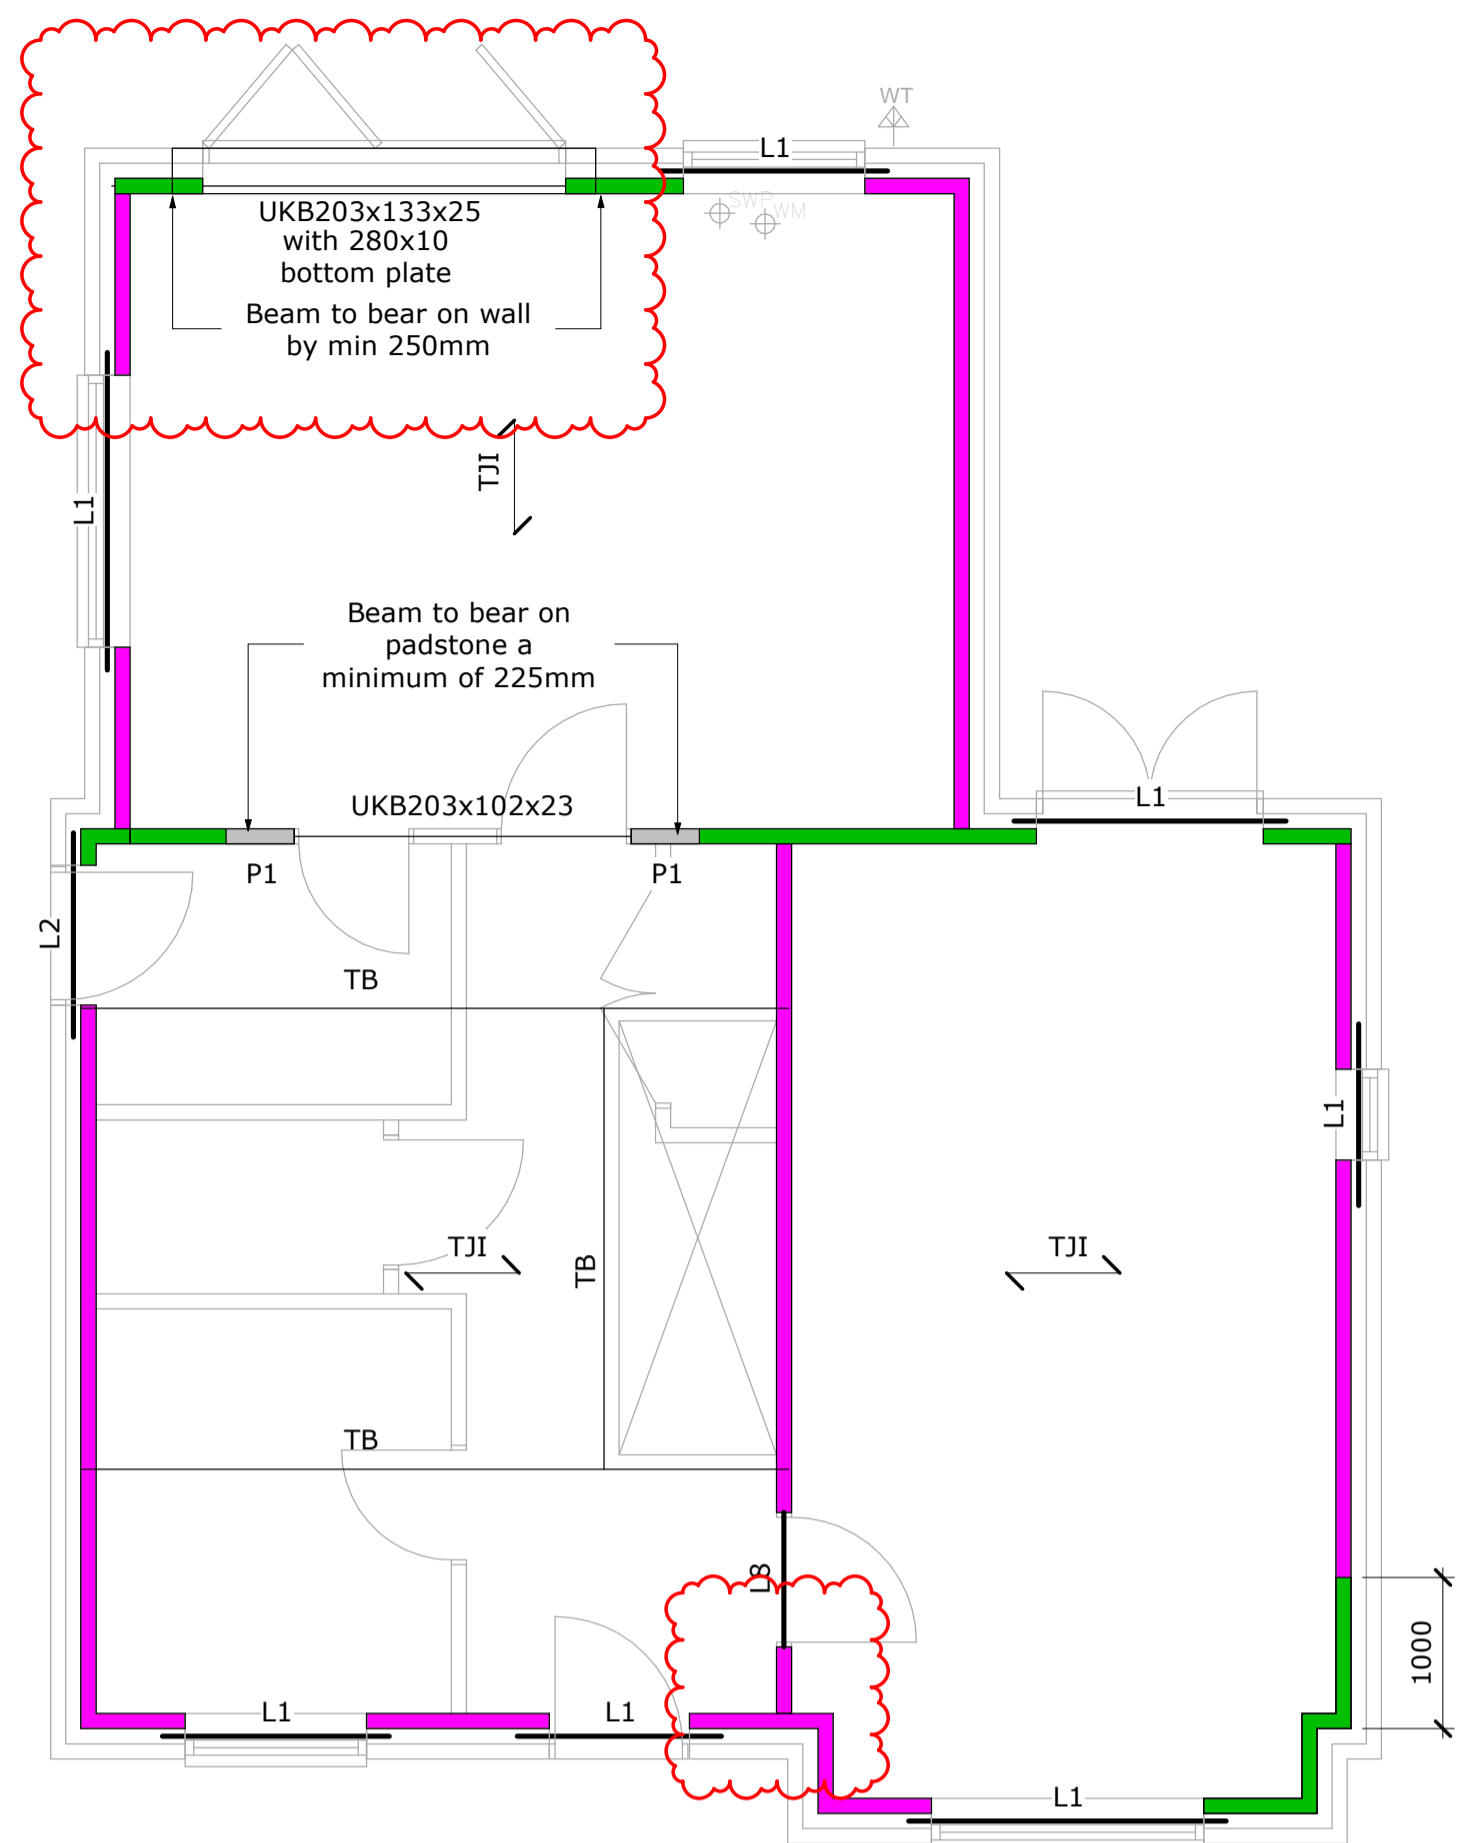 WT
L1
SWP
WM
UKB203x133x25
with 280x10
bottom plate
Beam to bear on wall
by min 250mm
TJI
L1
Beam to bear on
padstone a
minimum of 225mm
UKB203x102x23
L1
P1
P1
L2
TB
L1
TJI
TB
TJI
TB
L8
1000
L1
L1
L1